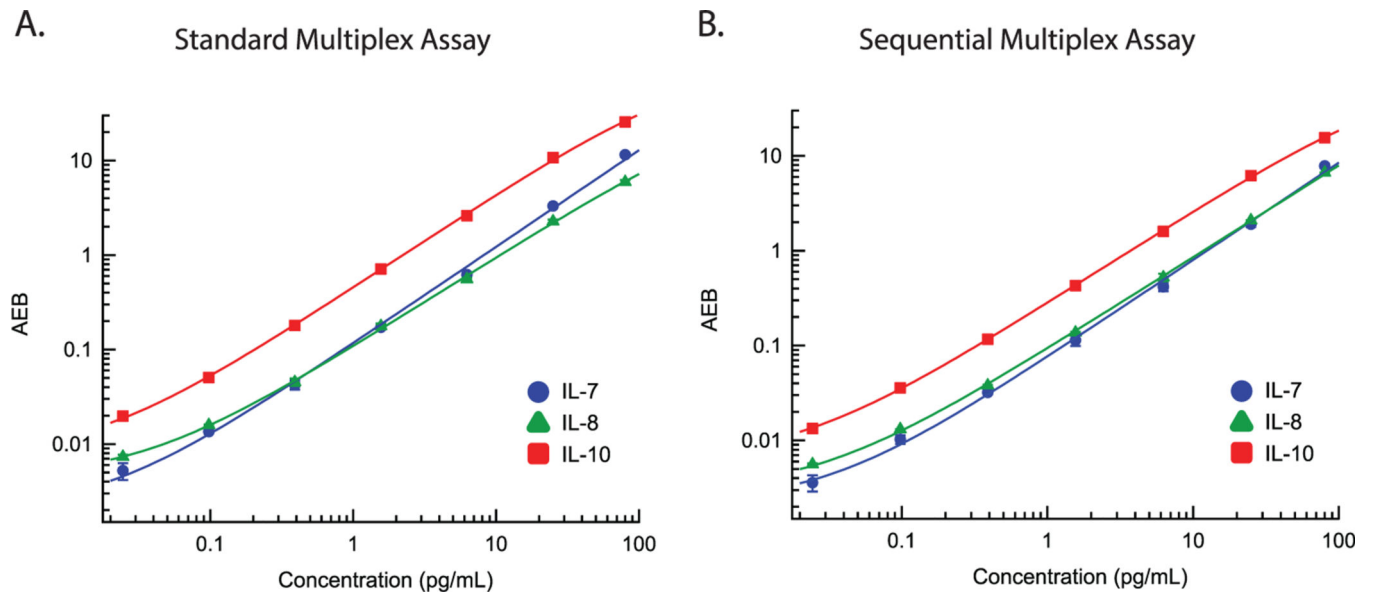 A.
Standard Multiplex Assay
10
1
0.1
0.01
AEB
0.1
1
10
100
Concentration (pg/mL)
IL-7
IL-8
IL-10
B.
Sequential Multiplex Assay
10
1
0.1
0.01
AEB
0.1
1
10
100
Concentration (pg/mL)
IL-7
IL-8
IL-10